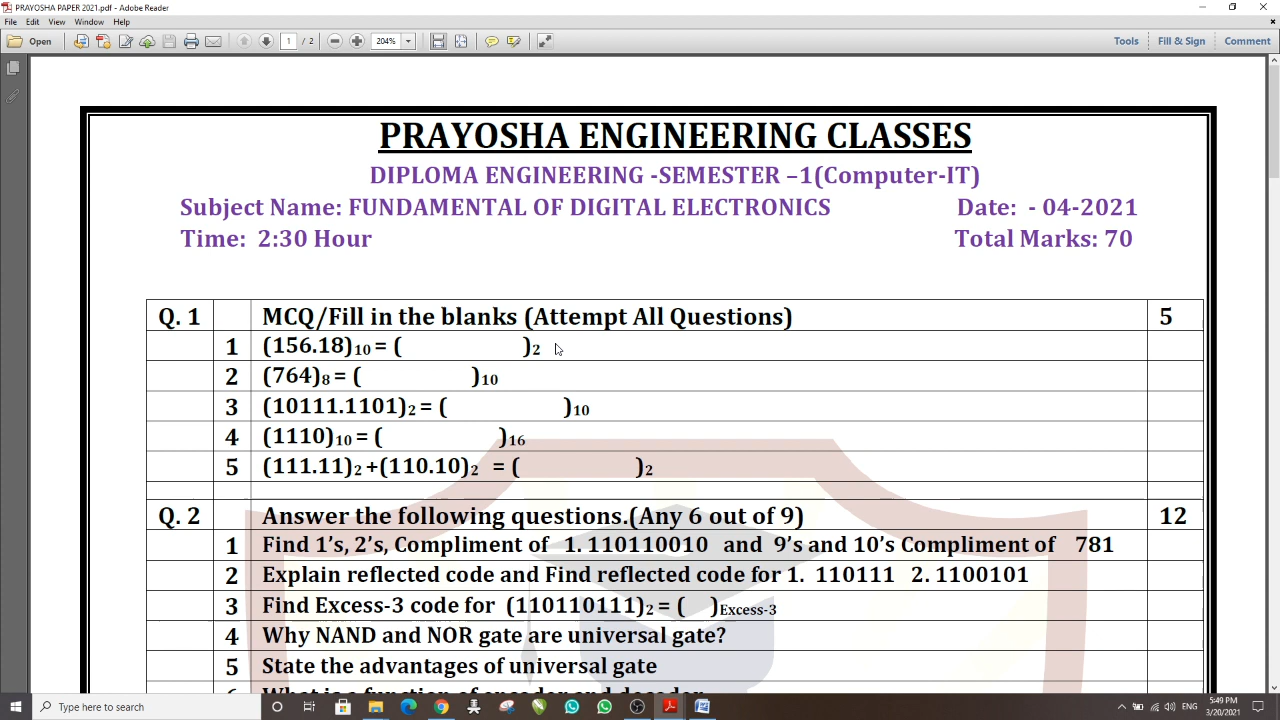 PRAYOSHA PAPER 2021.pdf - Adobe Reader
File Edit View Window Help
Open 1 / 2 204% Tools Fill & Sign Comment
PRAYOSHA ENGINEERING CLASSES
DIPLOMA ENGINEERING -SEMESTER –1(Computer-IT)
Subject Name: FUNDAMENTAL OF DIGITAL ELECTRONICS Date: - 04-2021
Time: 2:30 Hour Total Marks: 70
Q. 1 MCQ/Fill in the blanks (Attempt All Questions) 5
1 (156.18)10 = ( )2
2 (764)8 = ( )10
3 (10111.1101)2 = ( )10
4 (1110)10 = ( )16
5 (111.11)2 +(110.10)2 = ( )2
Q. 2 Answer the following questions.(Any 6 out of 9) 12
1 Find 1’s, 2’s, Compliment of 1. 110110010 and 9’s and 10’s Compliment of 781
2 Explain reflected code and Find reflected code for 1. 110111 2. 1100101
3 Find Excess-3 code for (110110111)2 = ( )Excess-3
4 Why NAND and NOR gate are universal gate?
5 State the advantages of universal gate
6 What is a function of encoder and decoder
Type here to search
ENG
5:49 PM
3/20/2021